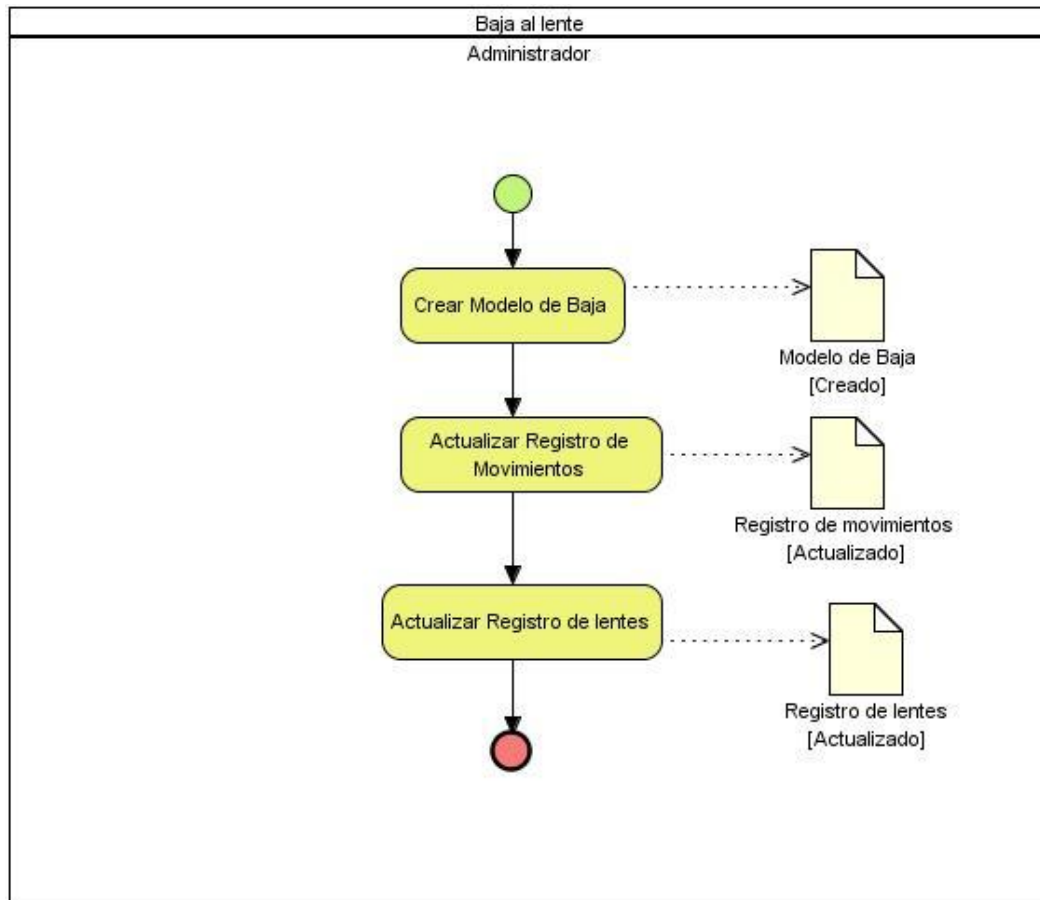 Baja al lente
Administrador
Crear Modelo de Baja
Modelo de Baja
[Creado]
Actualizar Registro de
Movimientos
Registro de movimientos
[Actualizado]
Actualizar Registro de lentes
Registro de lentes
[Actualizado]